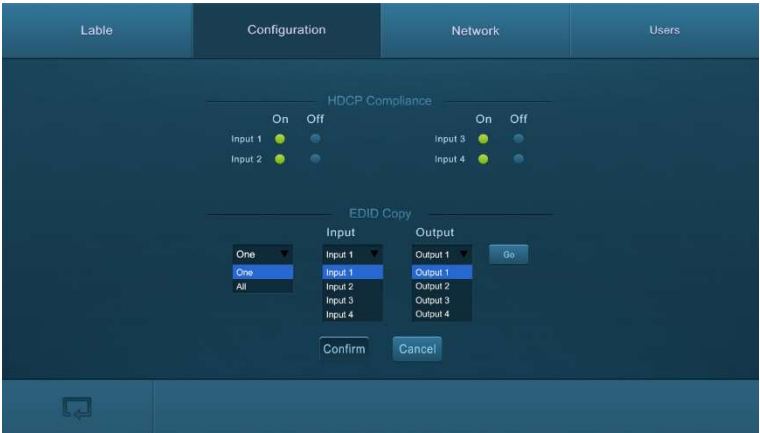 Lable Configuration Network Users
HDCP Compliance
On Off On Off
Input 1 Input 3
Input 2 Input 4
EDID Copy
Input Output
One Input 1 Output 1 Go
One Input 1 Output 1
All Input 2 Output 2
Input 3 Output 3
Input 4 Output 4
Confirm Cancel